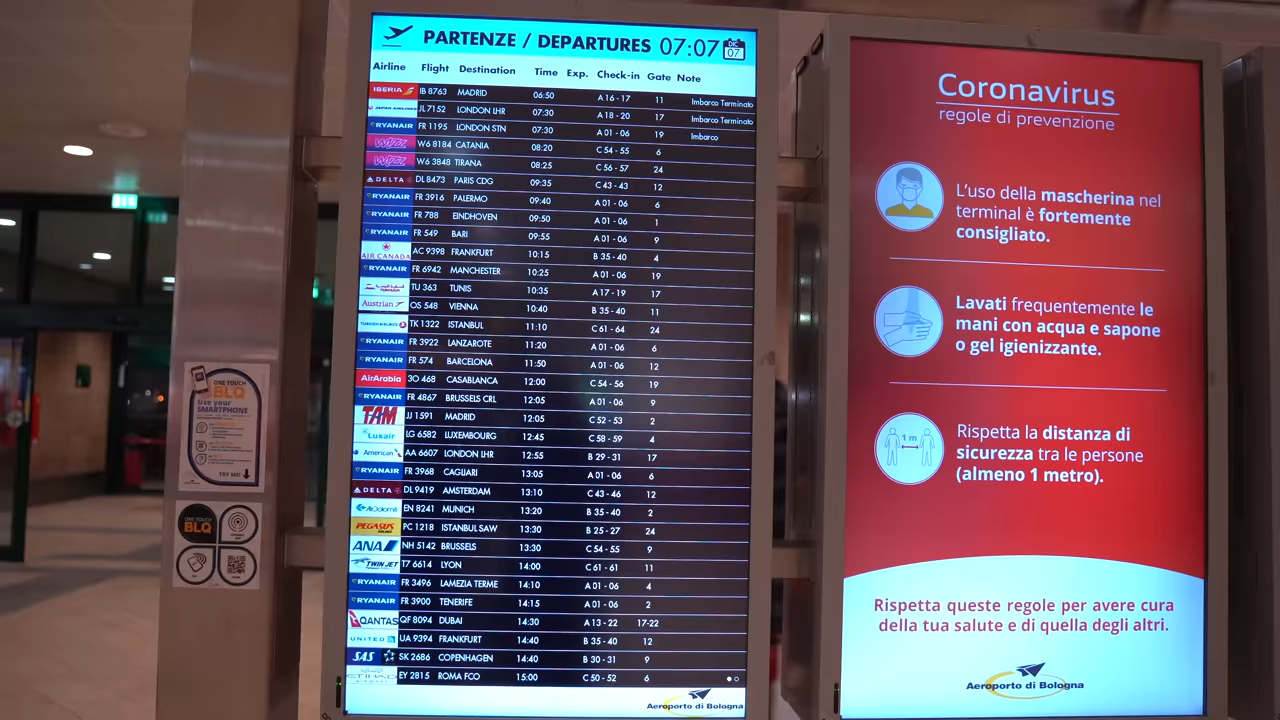 PARTENZE / DEPARTURES 07:07 DIC 07
Airline Flight Destination Time Exp. Check-in Gate Note
IBERIA IB 8763 MADRID 06:50 A 16 - 17 11 Imbarco Terminato
JAPAN AIRLINES JL 7152 LONDON LHR 07:30 A 18 - 20 17 Imbarco Terminato
RYANAIR FR 1195 LONDON STN 07:30 A 01 - 06 19 Imbarco
WIZZ W6 8184 CATANIA 08:20 C 54 - 55 6
WIZZ W6 3848 TIRANA 08:25 C 56 - 57 24
DELTA DL 8473 PARIS CDG 09:35 C 43 - 43 12
RYANAIR FR 3916 PALERMO 09:40 A 01 - 06 6
RYANAIR FR 788 EINDHOVEN 09:50 A 01 - 06 1
RYANAIR FR 549 BARI 09:55 A 01 - 06 9
AIR CANADA AC 9398 FRANKFURT 10:15 B 35 - 40 4
RYANAIR FR 6942 MANCHESTER 10:25 A 01 - 06 19
TU 363 TUNIS 10:35 A 17 - 19 17
Austrian OS 548 VIENNA 10:40 B 35 - 40 11
TURKISH AIRLINES TK 1322 ISTANBUL 11:10 C 61 - 64 24
RYANAIR FR 3922 LANZAROTE 11:20 A 01 - 06 6
RYANAIR FR 574 BARCELONA 11:50 A 01 - 06 12
AirArabia 3O 468 CASABLANCA 12:00 C 54 - 56 19
RYANAIR FR 4867 BRUSSELS CRL 12:05 A 01 - 06 9
TAM JJ 1591 MADRID 12:05 C 52 - 53 2
Luxair LG 6582 LUXEMBOURG 12:45 C 58 - 59 4
American AA 6607 LONDON LHR 12:55 B 29 - 31 17
RYANAIR FR 3968 CAGLIARI 13:05 A 01 - 06 6
DELTA DL 9419 AMSTERDAM 13:10 C 43 - 46 12
AirDolomiti EN 8241 MUNICH 13:20 B 35 - 40 2
PEGASUS PC 1218 ISTANBUL SAW 13:30 B 25 - 27 24
ANA NH 5142 BRUSSELS 13:30 C 54 - 55 9
TWIN JET T7 6614 LYON 14:00 C 61 - 61 11
RYANAIR FR 3496 LAMEZIA TERME 14:10 A 01 - 06 4
RYANAIR FR 3900 TENERIFE 14:15 A 01 - 06 2
QANTAS QF 8094 DUBAI 14:30 A 13 - 22 17-22
UNITED UA 9394 FRANKFURT 14:40 B 35 - 40 12
SAS SK 2686 COPENHAGEN 14:40 B 30 - 31 9
ETIHAD AIRWAYS EY 2815 ROMA FCO 15:00 C 50 - 52 6
Aeroporto di Bologna
Coronavirus
regole di prevenzione
L'uso della mascherina nel
terminal è fortemente
consigliato.
Lavati frequentemente le
mani con acqua e sapone
o gel igienizzante.
1 m
Rispetta la distanza di
sicurezza tra le persone
(almeno 1 metro).
Rispetta queste regole per avere cura
della tua salute e di quella degli altri.
Aeroporto di Bologna
ONE TOUCH
BLQ
Use your
SMARTPHONE
TRY ME!
ONE TOUCH
BLQ